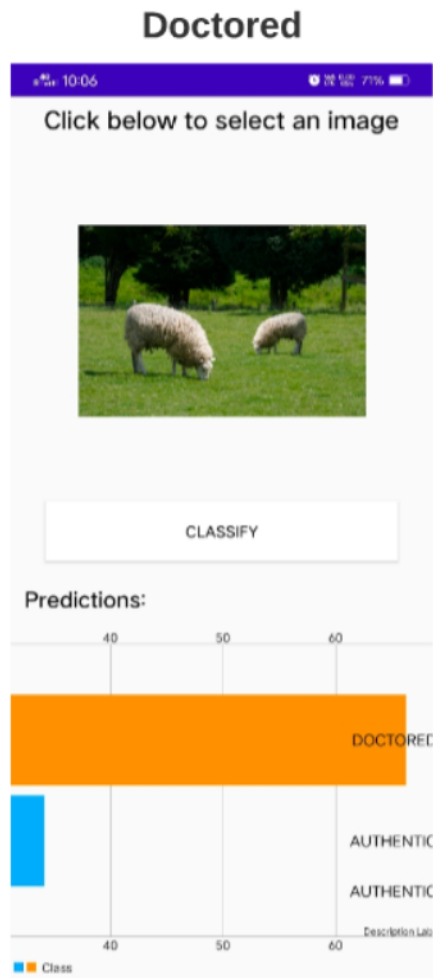 Doctored
10:06 71%
Click below to select an image
CLASSIFY
Predictions:
40 50 60
DOCTORED
AUTHENTIC
AUTHENTIC
Description Lab
40 50 60
Class